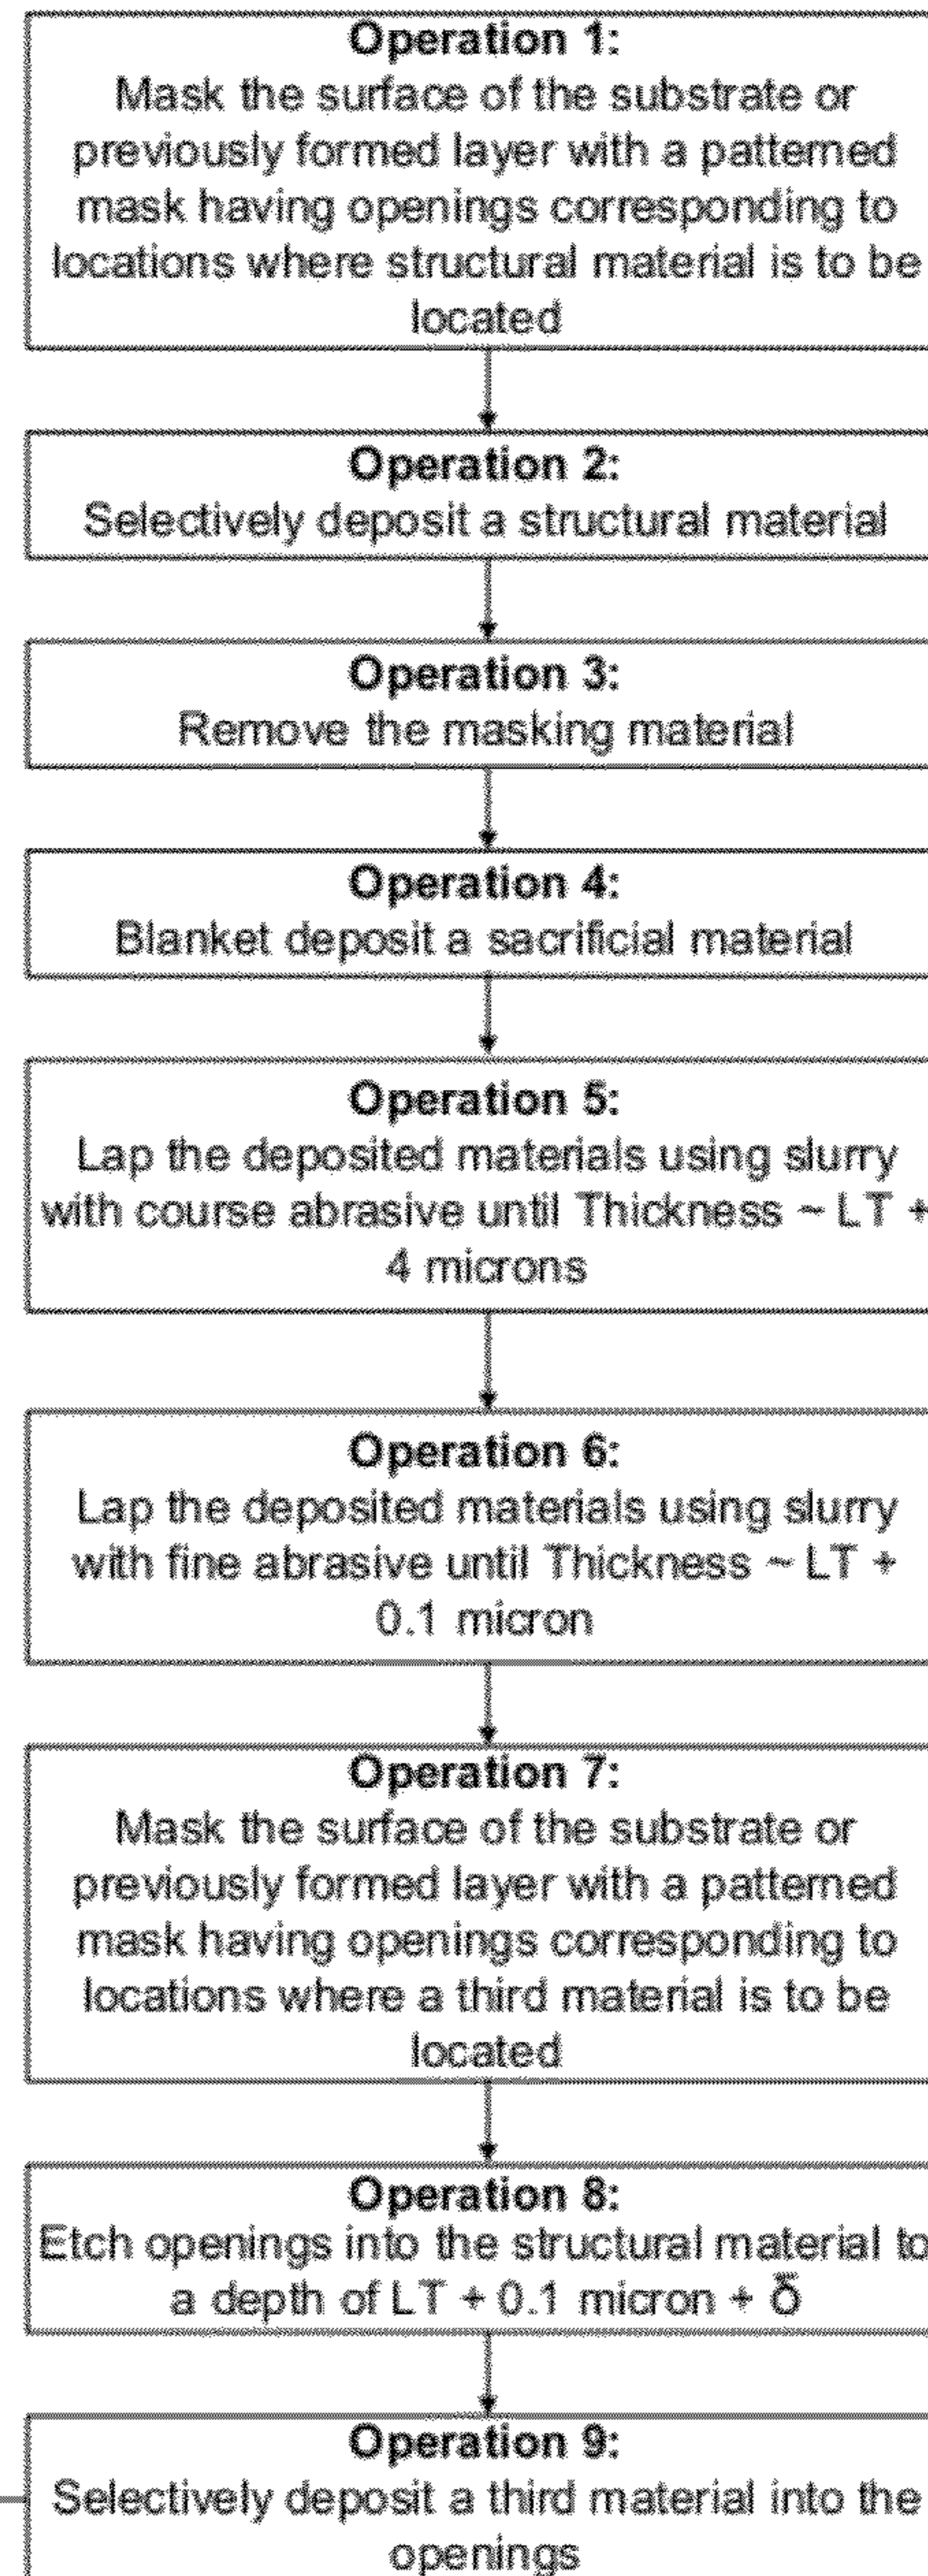 Operation 1:
Mask the surface of the substrate or
previously formed layer with a patterned
mask having openings corresponding to
locations where structural material is to be
located
Operation 2:
Selectively deposit a structural material
Operation 3:
Remove the masking material
Operation 4:
Blanket deposit a sacrificial material
Operation 5:
Lap the deposited materials using slurry
with course abrasive until Thickness ~ LT +
4 microns
Operation 6:
Lap the deposited materials using slurry
with fine abrasive until Thickness ~ LT +
0.1 micron
Operation 7:
Mask the surface of the substrate or
previously formed layer with a patterned
mask having openings corresponding to
locations where a third material is to be
located
Operation 8:
Etch openings into the structural material to
a depth of LT + 0.1 micron + δ
Operation 9:
Selectively deposit a third material into the
openings